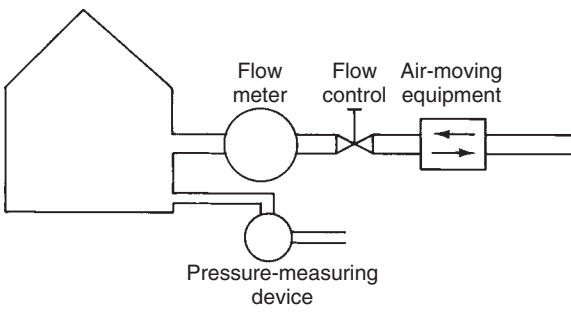 Flow
meter
Flow
control
Air-moving
equipment
Pressure-measuring
device